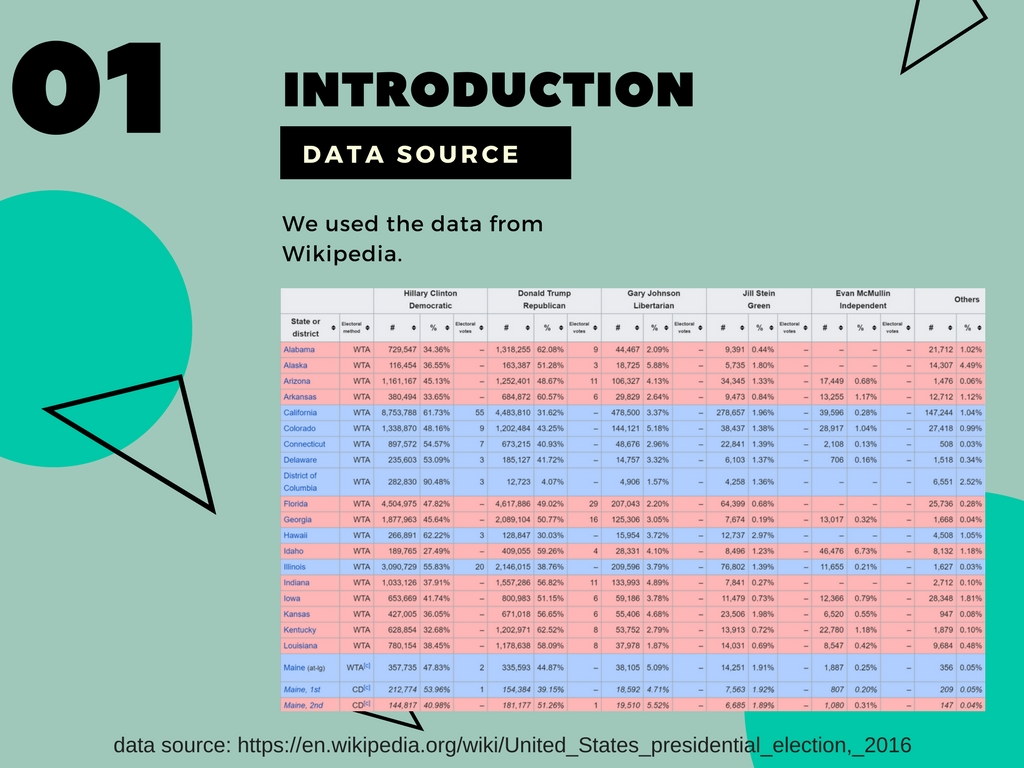 01
INTRODUCTION
DATA SOURCE
We used the data from
Wikipedia.
Hillary Clinton Donald Trump Gary Johnson Jill Stein Evan McMullin
Democratic Republican Libertarian Green Independent Others
State or district Electoral method # % Electoral votes # % Electoral votes # % Electoral votes # % Electoral votes # % Electoral votes # %
Alabama WTA 729,547 34.36% – 1,318,255 62.08% 9 44,467 2.09% – 9,391 0.44% – – – – 21,712 1.02%
Alaska WTA 116,454 36.55% – 163,387 51.28% 3 18,725 5.88% – 5,735 1.80% – – – – 14,307 4.49%
Arizona WTA 1,161,167 45.13% – 1,252,401 48.67% 11 106,327 4.13% – 34,345 1.33% – 17,449 0.68% – 1,476 0.06%
Arkansas WTA 380,494 33.65% – 684,872 60.57% 6 29,829 2.64% – 9,473 0.84% – 13,255 1.17% – 12,712 1.12%
California WTA 8,753,788 61.73% 55 4,483,810 31.62% – 478,500 3.37% – 278,657 1.96% – 39,596 0.28% – 147,244 1.04%
Colorado WTA 1,338,870 48.16% 9 1,202,484 43.25% – 144,121 5.18% – 38,437 1.38% – 28,917 1.04% – 27,418 0.99%
Connecticut WTA 897,572 54.57% 7 673,215 40.93% – 48,676 2.96% – 22,841 1.39% – 2,108 0.13% – 508 0.03%
Delaware WTA 235,603 53.09% 3 185,127 41.72% – 14,757 3.32% – 6,103 1.37% – 706 0.16% – 1,518 0.34%
District of Columbia WTA 282,830 90.48% 3 12,723 4.07% – 4,906 1.57% – 4,258 1.36% – – – – 6,551 2.52%
Florida WTA 4,504,975 47.82% – 4,617,886 49.02% 29 207,043 2.20% – 64,399 0.68% – – – – 25,736 0.28%
Georgia WTA 1,877,963 45.64% – 2,089,104 50.77% 16 125,306 3.05% – 7,674 0.19% – 13,017 0.32% – 1,668 0.04%
Hawaii WTA 266,891 62.22% 3 128,847 30.03% – 15,954 3.72% – 12,737 2.97% – – – – 4,508 1.05%
Idaho WTA 189,765 27.49% – 409,055 59.26% 4 28,331 4.10% – 8,496 1.23% – 46,476 6.73% – 8,132 1.18%
Illinois WTA 3,090,729 55.83% 20 2,146,015 38.76% – 209,596 3.79% – 76,802 1.39% – 11,655 0.21% – 1,627 0.03%
Indiana WTA 1,033,126 37.91% – 1,557,286 56.82% 11 133,993 4.89% – 7,841 0.27% – – – – 2,712 0.10%
Iowa WTA 653,669 41.74% – 800,983 51.15% 6 59,186 3.78% – 11,479 0.73% – 12,366 0.79% – 28,348 1.81%
Kansas WTA 427,005 36.05% – 671,018 56.65% 6 55,406 4.68% – 23,506 1.98% – 6,520 0.55% – 947 0.08%
Kentucky WTA 628,854 32.68% – 1,202,971 62.52% 8 53,752 2.79% – 13,913 0.72% – 22,780 1.18% – 1,879 0.10%
Louisiana WTA 780,154 38.45% – 1,178,638 58.09% 8 37,978 1.87% – 14,031 0.69% – 8,547 0.42% – 9,684 0.48%
Maine (at-lg) WTA[c] 357,735 47.83% 2 335,593 44.87% – 38,105 5.09% – 14,251 1.91% – 1,887 0.25% – 356 0.05%
Maine, 1st CD[c] 212,774 53.96% 1 154,384 39.15% – 18,592 4.71% – 7,563 1.92% – 807 0.20% – 209 0.05%
Maine, 2nd CD[c] 144,817 40.98% – 181,177 51.26% 1 19,510 5.52% – 6,685 1.89% – 1,080 0.31% – 147 0.04%
data source: https://en.wikipedia.org/wiki/United_States_presidential_election,_2016